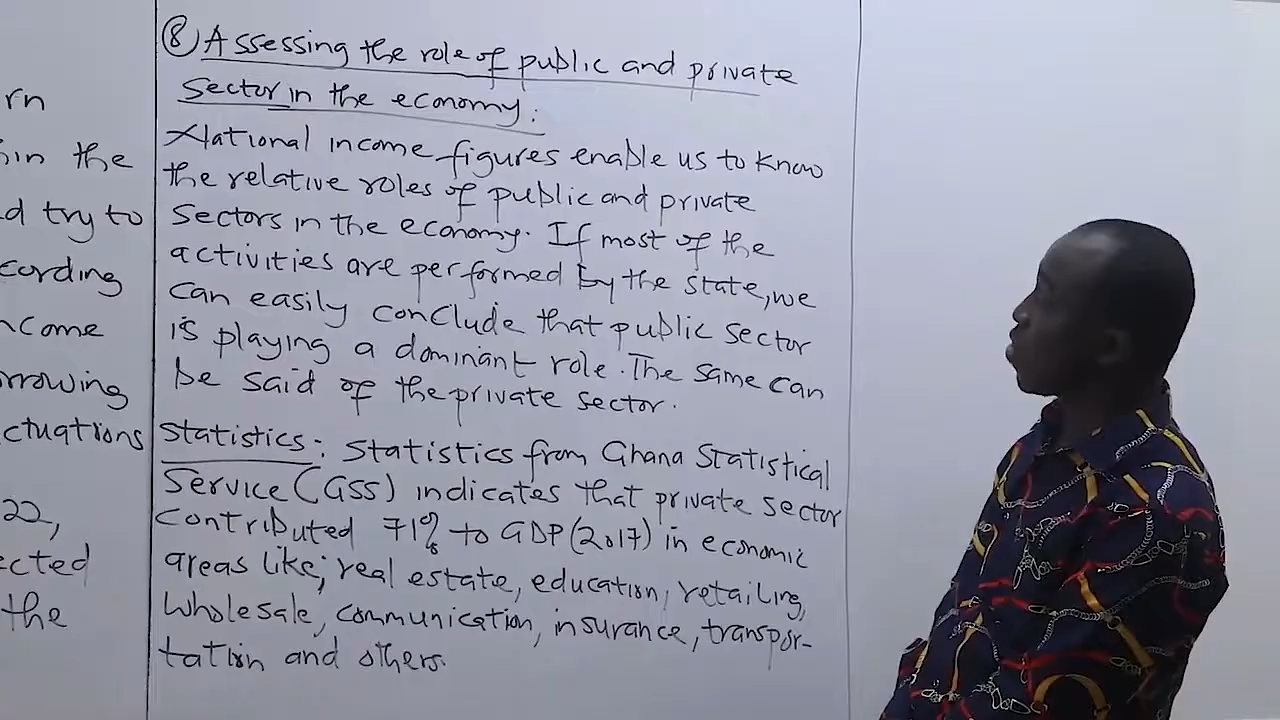 rn
in the
d try to
cording
ncome
rrowing
ctuations
22,
ected
the
⑧ Assessing the role of public and private
Sector in the economy:
National income figures enable us to know
the relative roles of public and private
Sectors in the economy. If most of the
activities are performed by the state, we
can easily conclude that public sector
is playing a dominant role. The same can
be said of the private sector.
Statistics: Statistics from Ghana Statistical
Service (GSS) indicates that private sector
contributed 71% to GDP (2017) in economic
areas like; real estate, education, retailing,
Wholesale, communication, insurance, transpor-
tation and others.